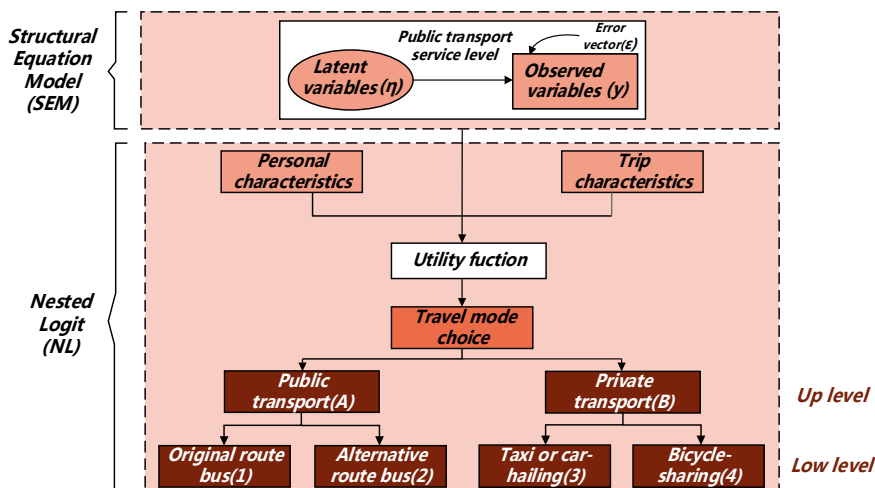 Structural
Equation
Model
(SEM)
Public transport
service level
Error
vector(ε)
Latent
variables(η)
Observed
variables (y)
Personal
characteristics
Trip
characteristics
Utility fuction
Nested
Logit
(NL)
Travel mode
choice
Public
transport(A)
Private
transport(B)
Up level
Original route
bus(1)
Alternative
route bus(2)
Taxi or car-
hailing(3)
Bicycle-
sharing(4)
Low level